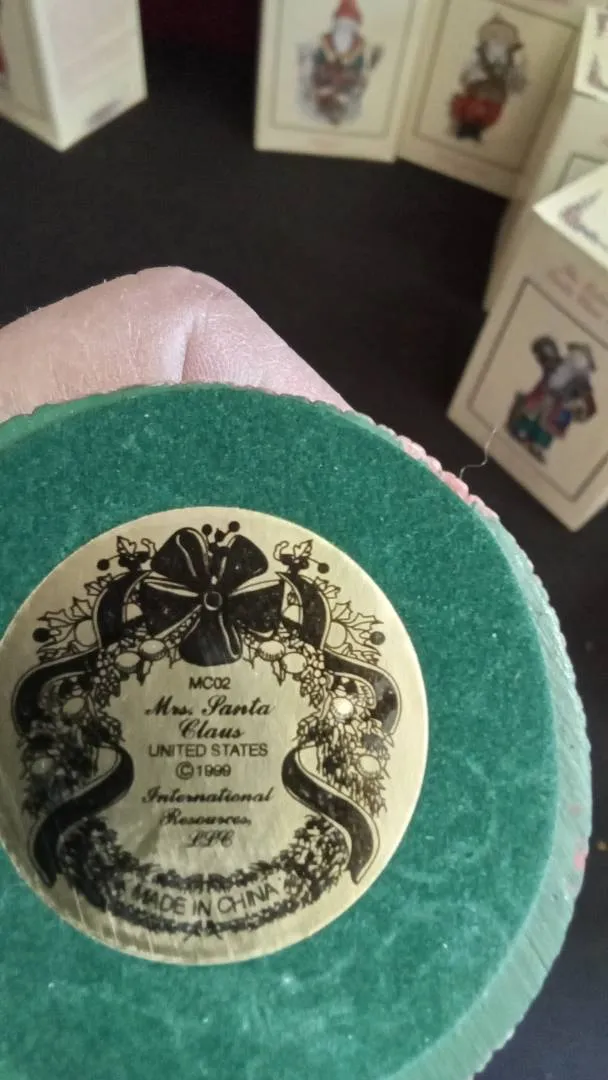 MC02
Mrs. Santa
Claus
UNITED STATES
©1999
International
Resources,
LLC
MADE IN CHINA